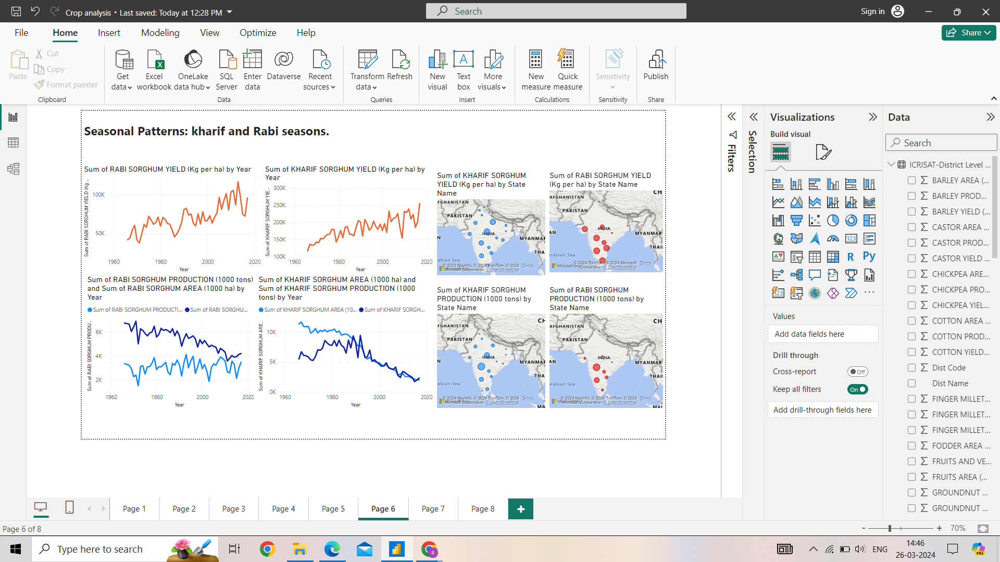 Crop analysis • Last saved: Today at 12:28 PM
Search
Sign in
File
Home
Insert
Modeling
View
Optimize
Help
Share
Paste
Cut
Copy
Format painter
Clipboard
Get data
Excel workbook
OneLake data hub
SQL Server
Enter data
Dataverse
Recent sources
Data
Transform data
Refresh
Queries
New visual
Text box
More visuals
Insert
New measure
Quick measure
Calculations
Sensitivity
Sensitivity
Publish
Share
Seasonal Patterns: kharif and Rabi seasons.
Sum of RABI SORGHUM YIELD (Kg per ha) by Year
Sum of RABI SORGHUM YIELD (Kg ...
100K
50K
1960
1980
2000
2020
Year
Sum of KHARIF SORGHUM YIELD (Kg per ha) by
Year
Sum of KHARIF SORGHUM YIE...
300K
250K
200K
150K
100K
1960
1980
2000
2020
Year
Sum of KHARIF SORGHUM
YIELD (Kg per ha) by State
Name
FGHANISTAN
PAKISTAN
INDIA
MYANMAR
THA
abian Sea
© 2024 NavInfo, © 2024 TomTom, © 2024 Terms
Microsoft Corporation, © OpenStreetMap
Sum of RABI SORGHUM YIELD
(Kg per ha) by State Name
CH
AFGHANISTAN
PAKISTAN
AN
INDIA
MYANMAR
THAI
rabian Sea
Microsoft Bing
© 2024 TomTom, © 2024 Microsoft Terms
Corporation, © OpenStreetMap
Sum of RABI SORGHUM PRODUCTION (1000 tons)
and Sum of RABI SORGHUM AREA (1000 ha) by
Year
Sum of RABI SORGHUM PRODUCTI...
Sum of RABI SORGHU...
Sum of RABI SORGHUM PRODU...
6K
4K
2K
1960
1980
2000
2020
Year
Sum of KHARIF SORGHUM AREA (1000 ha) and
Sum of KHARIF SORGHUM PRODUCTION (1000
tons) by Year
Sum of KHARIF SORGHUM AREA (10...
Sum of KHARIF SORGH...
Sum of KHARIF SORGHUM ARE...
10K
5K
0K
1960
1980
2000
2020
Year
Sum of KHARIF SORGHUM
PRODUCTION (1000 tons) by
State Name
CH
AFGHANISTAN
PAKISTAN
N
INDIA
MYANMAR
THA
abian Sea
© 2024 NavInfo, © 2024 TomTom, © 2024 Terms
Microsoft Corporation, © OpenStreetMap
MA
Sum of RABI SORGHUM
PRODUCTION (1000 tons) by
State Name
CH
AFGHANISTAN
PAKISTAN
AN
INDIA
MYANMAR
THAI
rabian Sea
© 2024 NavInfo, © 2024 TomTom, © 2024 Terms
Microsoft Corporation, © OpenStreetMap
MAL
Filters
Selection
Visualizations
Build visual
123
R
Py
123
Values
Add data fields here
Drill through
Cross-report
Off
Keep all filters
On
Add drill-through fields here
Data
Search
ICRISAT-District Level ...
BARLEY AREA (...
BARLEY PROD...
BARLEY YIELD (...
CASTOR AREA ...
CASTOR PROD...
CASTOR YIELD ...
CHICKPEA ARE...
CHICKPEA PRO...
CHICKPEA YIEL...
COTTON AREA ...
COTTON PROD...
COTTON YIELD...
Dist Code
Dist Name
FINGER MILLET...
FINGER MILLET...
FINGER MILLET...
FODDER AREA ...
FRUITS AND VE...
FRUITS AREA (...
GROUNDNUT ...
GROUNDNUT ...
Page 1
Page 2
Page 3
Page 4
Page 5
Page 6
Page 7
Page 8
Page 6 of 8
70%
Type here to search
ENG
14:46
26-03-2024
PRE